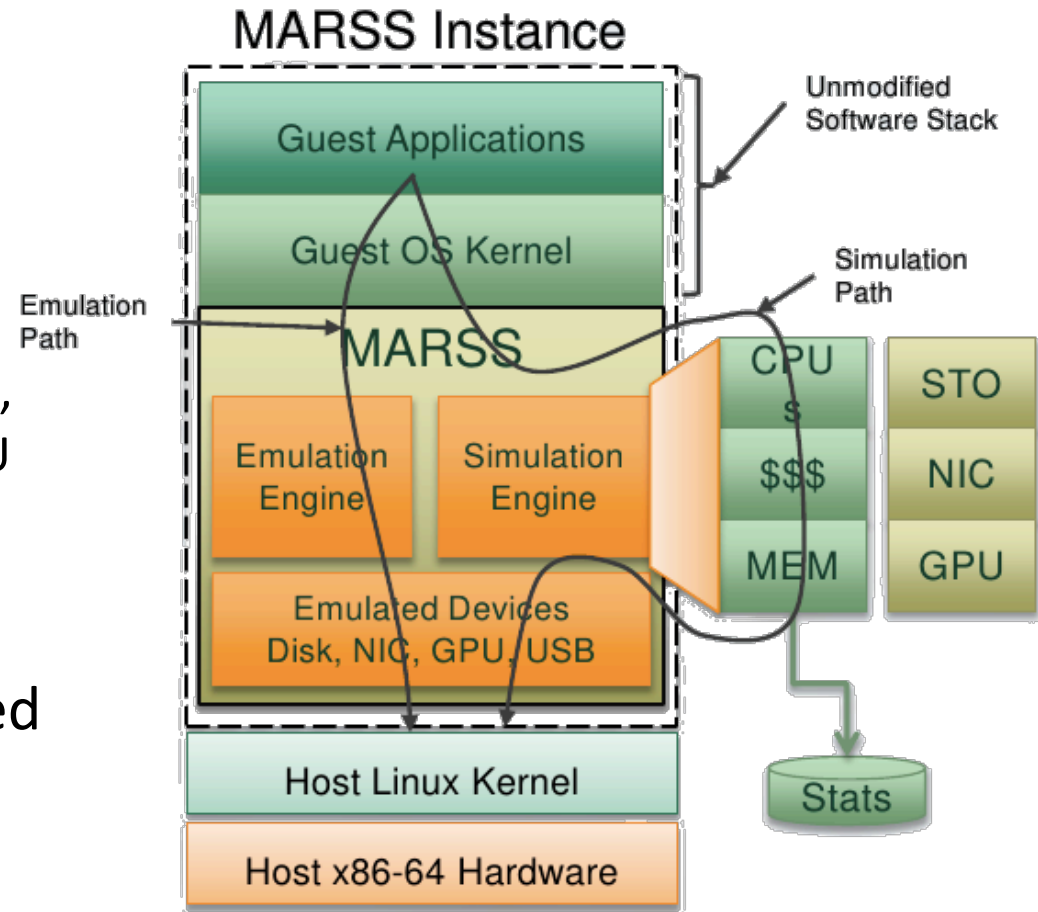 MARSS Instance
Unmodified
Software Stack
Guest Applications
Guest OS Kernel
Simulation
Path
Emulation
Path
MARSS
CPU
s
STO
,
U
Emulation
Engine
Simulation
Engine
$$$
NIC
MEM
GPU
Emulated Devices
Disk, NIC, GPU, USB
ed
Host Linux Kernel
Stats
Host x86-64 Hardware